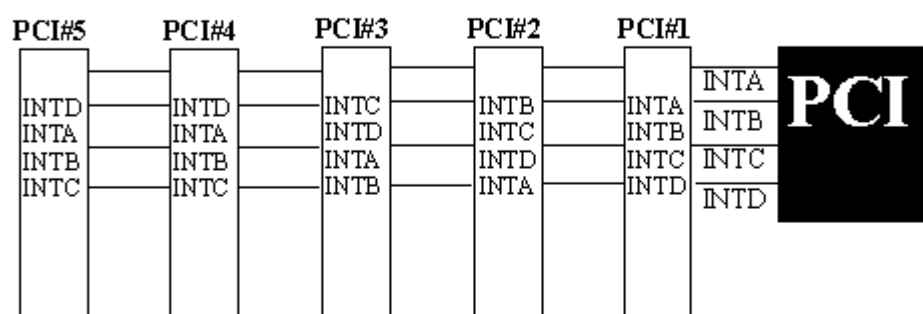 PCI#5 PCI#4 PCI#3 PCI#2 PCI#1
INTA
PCI
INTD INTD INTC INTB INTA
INTB
INTA INTA INTD INTC INTB
INTB INTB INTA INTD INTC INTC
INTC INTC INTB INTA INTD
INTD